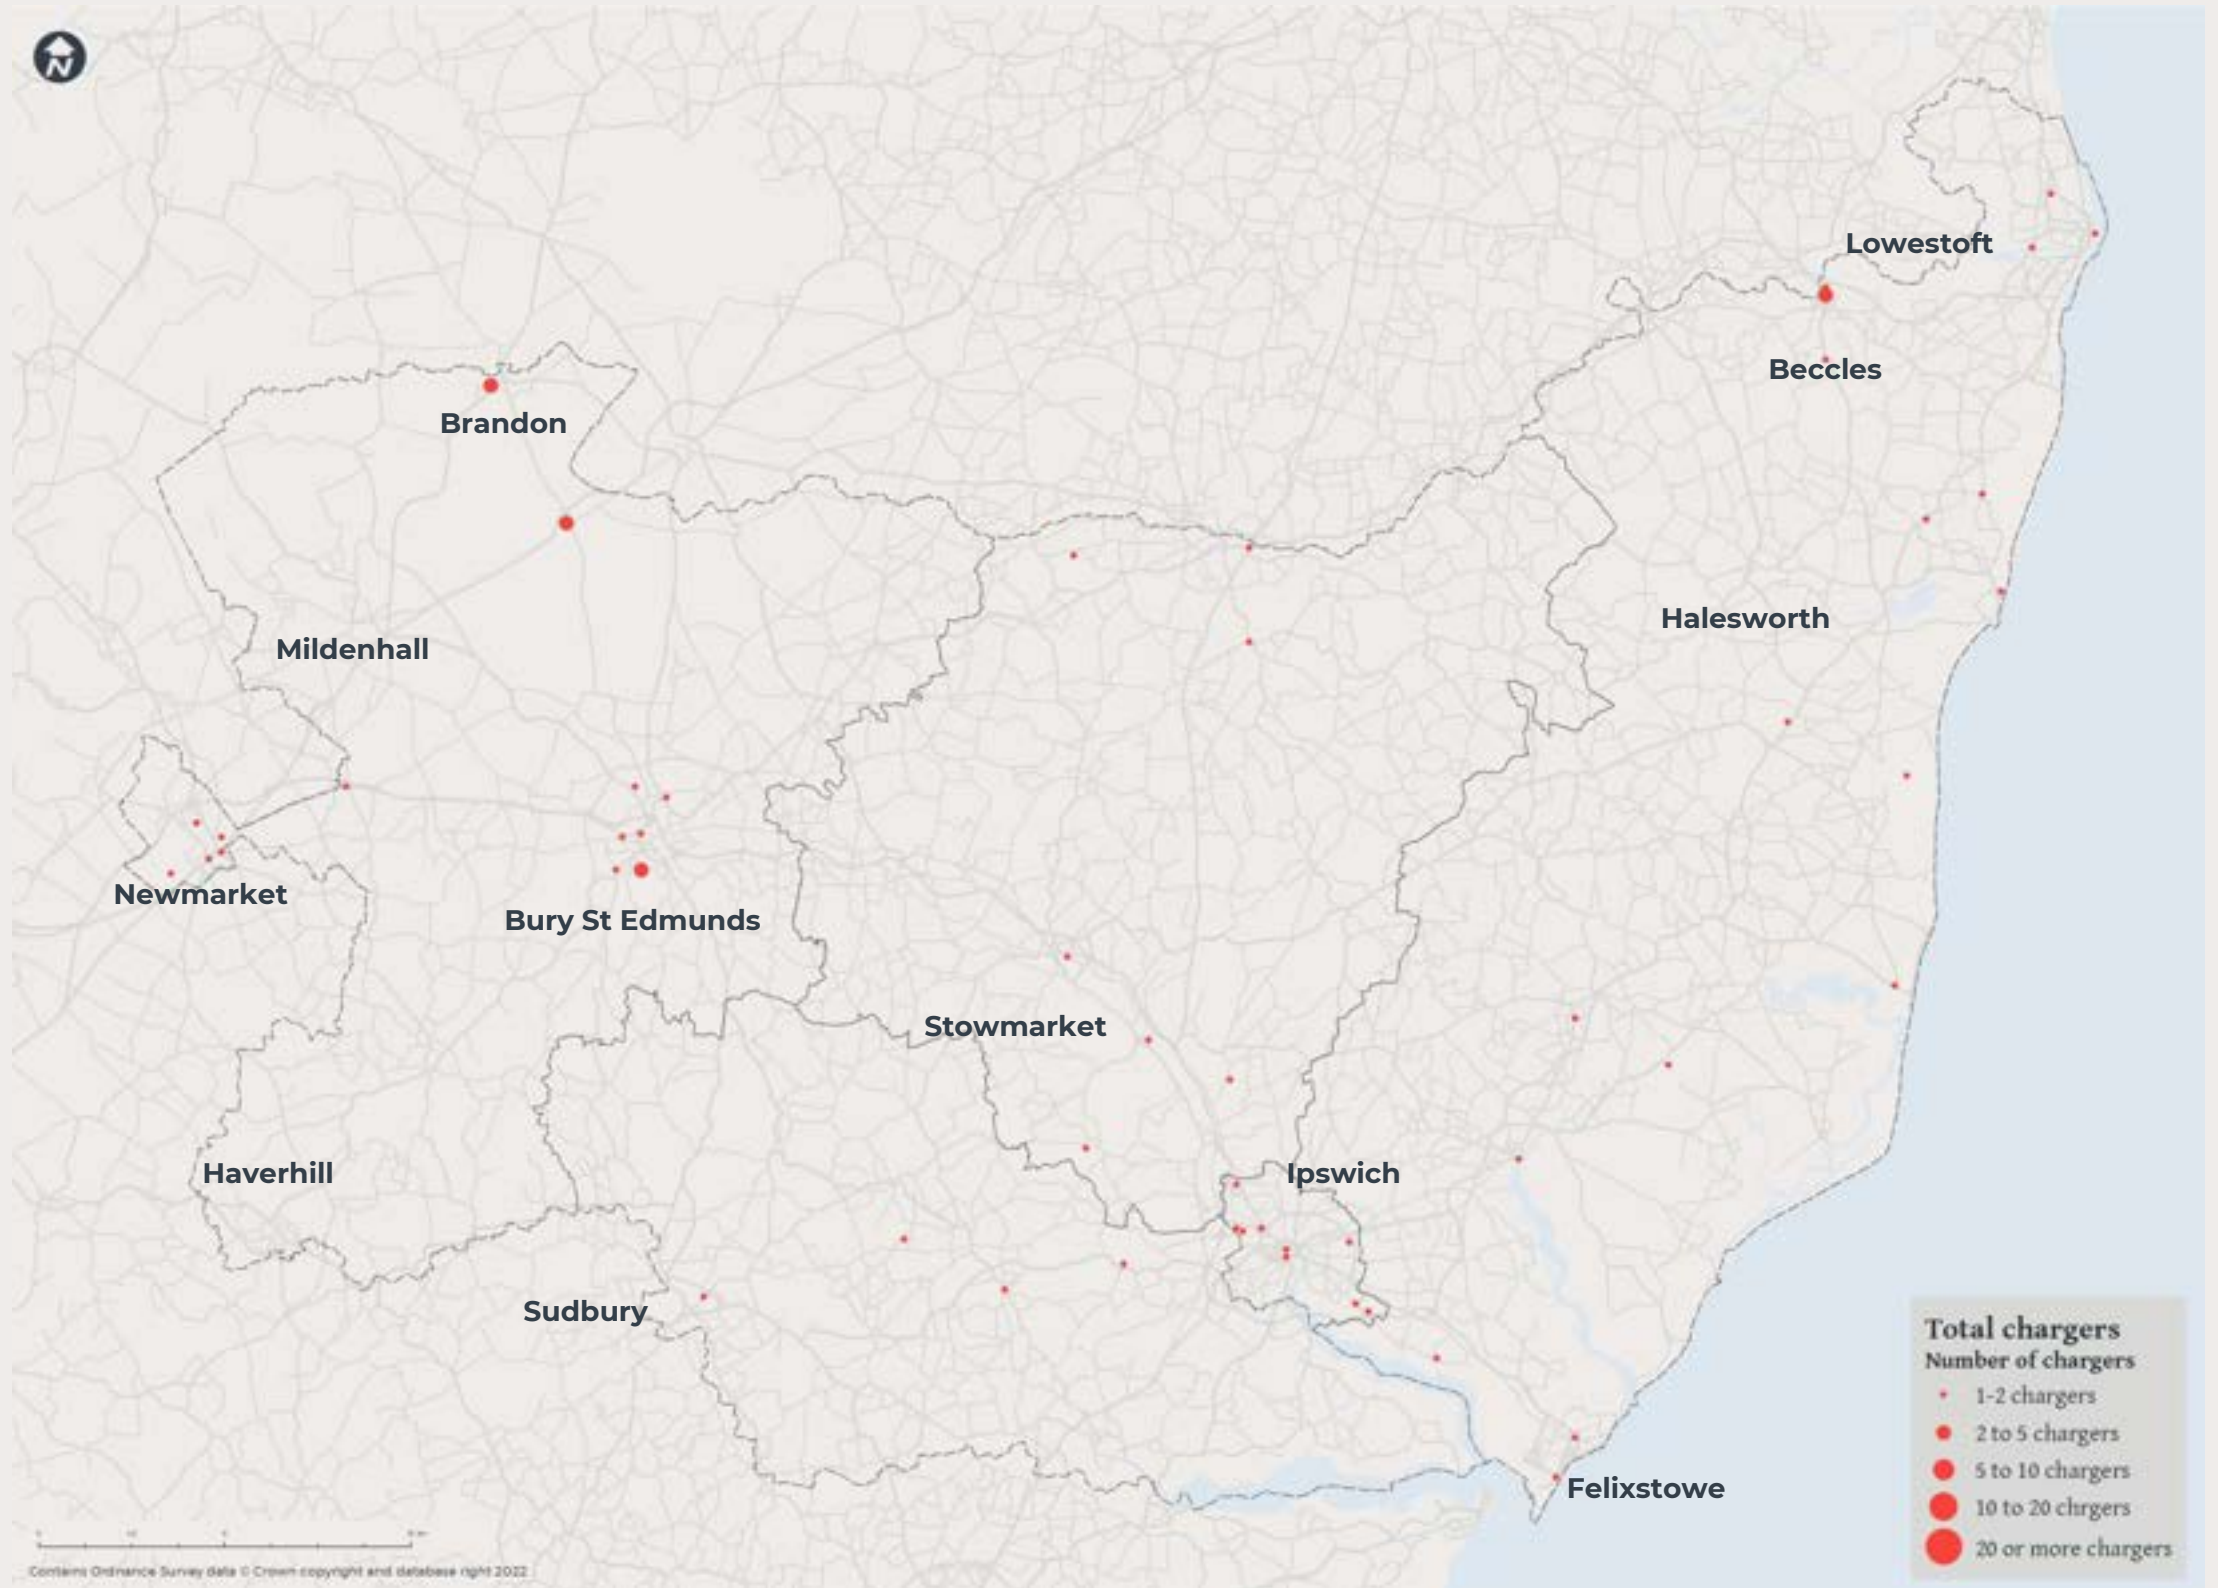 N
Lowestoft
Beccles
Brandon
Halesworth
Mildenhall
Newmarket
Bury St Edmunds
Stowmarket
Haverhill
Ipswich
Sudbury
Felixstowe
Total chargers
Number of chargers
1-2 chargers
2 to 5 chargers
5 to 10 chargers
10 to 20 chrgers
20 or more chargers
Contains Ordnance Survey data © Crown copyright and database right 2022